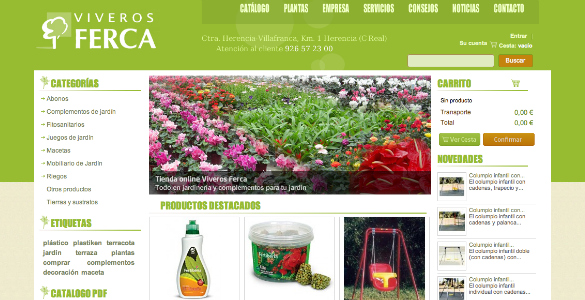 VIVEROS
FERCA
CATÁLOGO PLANTAS EMPRESA SERVICIOS CONSEJOS NOTICIAS CONTACTO
Ctra. Herencia Villafranca, Km. 1 Herencia (C.Real)
Atención al cliente 926 57 23 00
Entrar
Su cuenta Cesta: vacío
Buscar
CATEGORÍAS
Abonos
Complementos de jardín
Fitosanitarios
Juegos de jardín
Macetas
Mobiliario de Jardín
Riegos
Otros productos
Tierras y sustratos
ETIQUETAS
plástico plastiken terracota
jardín terraza plantas
comprar complementos
decoración maceta
CATALOGO PDF
Tienda online Viveros Ferca
Todo en jardinería y complementos para tu jardín
PRODUCTOS DESTACADOS
CARRITO
Sin producto
Transporte 0,00 €
Total 0,00 €
Ver Cesta Confirmar
NOVEDADES
Columpio infantil con...
El columpio infantil con
cadenas, trapecio y...
Columpio infantil con...
El columpio infantil con
cadenas y palanca...
Columpio infantil...
El columpio infantil doble
(con cadenas) con...
Columpio infantil...
El columpio infantil
individual con cadenas